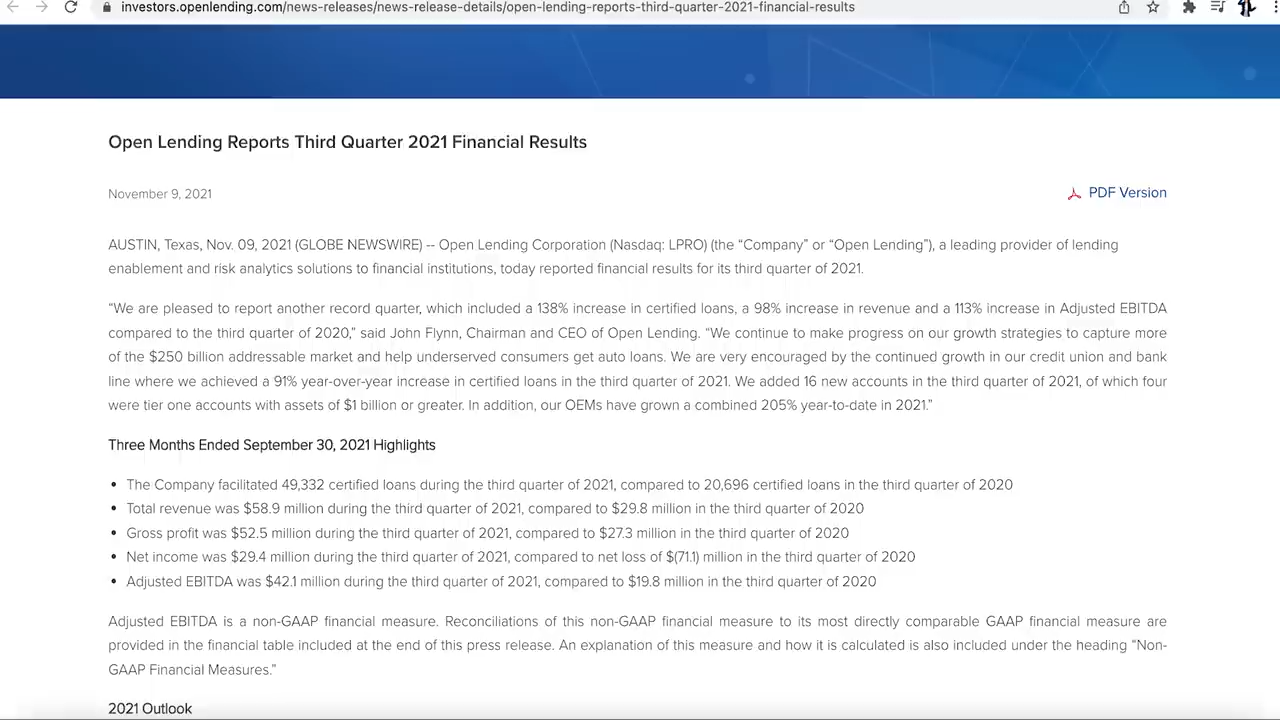 investors.openlending.com/news-releases/news-release-details/open-lending-reports-third-quarter-2021-financial-results
Open Lending Reports Third Quarter 2021 Financial Results
November 9, 2021
PDF Version
AUSTIN, Texas, Nov. 09, 2021 (GLOBE NEWSWIRE) -- Open Lending Corporation (Nasdaq: LPRO) (the “Company” or “Open Lending”), a leading provider of lending
enablement and risk analytics solutions to financial institutions, today reported financial results for its third quarter of 2021.
“We are pleased to report another record quarter, which included a 138% increase in certified loans, a 98% increase in revenue and a 113% increase in Adjusted EBITDA
compared to the third quarter of 2020,” said John Flynn, Chairman and CEO of Open Lending. “We continue to make progress on our growth strategies to capture more
of the $250 billion addressable market and help underserved consumers get auto loans. We are very encouraged by the continued growth in our credit union and bank
line where we achieved a 91% year-over-year increase in certified loans in the third quarter of 2021. We added 16 new accounts in the third quarter of 2021, of which four
were tier one accounts with assets of $1 billion or greater. In addition, our OEMs have grown a combined 205% year-to-date in 2021.”
Three Months Ended September 30, 2021 Highlights
• The Company facilitated 49,332 certified loans during the third quarter of 2021, compared to 20,696 certified loans in the third quarter of 2020
• Total revenue was $58.9 million during the third quarter of 2021, compared to $29.8 million in the third quarter of 2020
• Gross profit was $52.5 million during the third quarter of 2021, compared to $27.3 million in the third quarter of 2020
• Net income was $29.4 million during the third quarter of 2021, compared to net loss of $(71.1) million in the third quarter of 2020
• Adjusted EBITDA was $42.1 million during the third quarter of 2021, compared to $19.8 million in the third quarter of 2020
Adjusted EBITDA is a non-GAAP financial measure. Reconciliations of this non-GAAP financial measure to its most directly comparable GAAP financial measure are
provided in the financial table included at the end of this press release. An explanation of this measure and how it is calculated is also included under the heading “Non-
GAAP Financial Measures.”
2021 Outlook